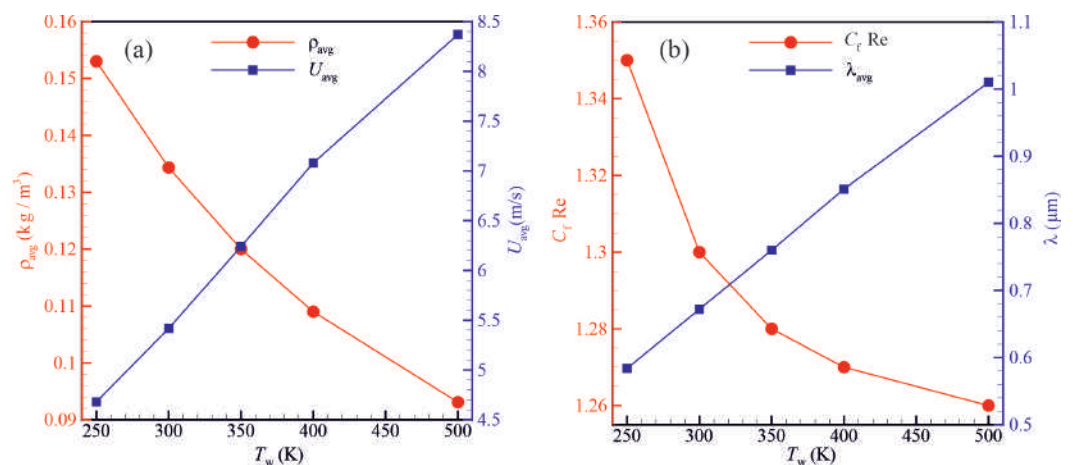 (a)
ρavg
Uavg
0.16
0.15
0.14
0.13
0.12
0.11
0.1
0.09
ρavg (kg / m³)
8.5
8
7.5
7
6.5
6
5.5
5
4.5
Uavg(m/s)
250 300 350 400 450 500
Tw (K)
(b)
Cf Re
λavg
1.36
1.34
1.32
1.3
1.28
1.26
Cf Re
1.1
1
0.9
0.8
0.7
0.6
0.5
λ (μm)
250 300 350 400 450 500
Tw (K)